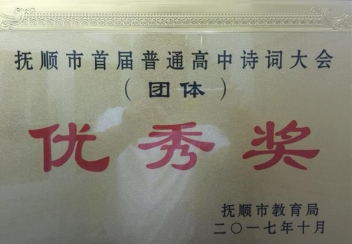 抚顺市首届普通高中诗词大会
(团体)
优秀奖
抚顺市教育局
二〇一七年十月